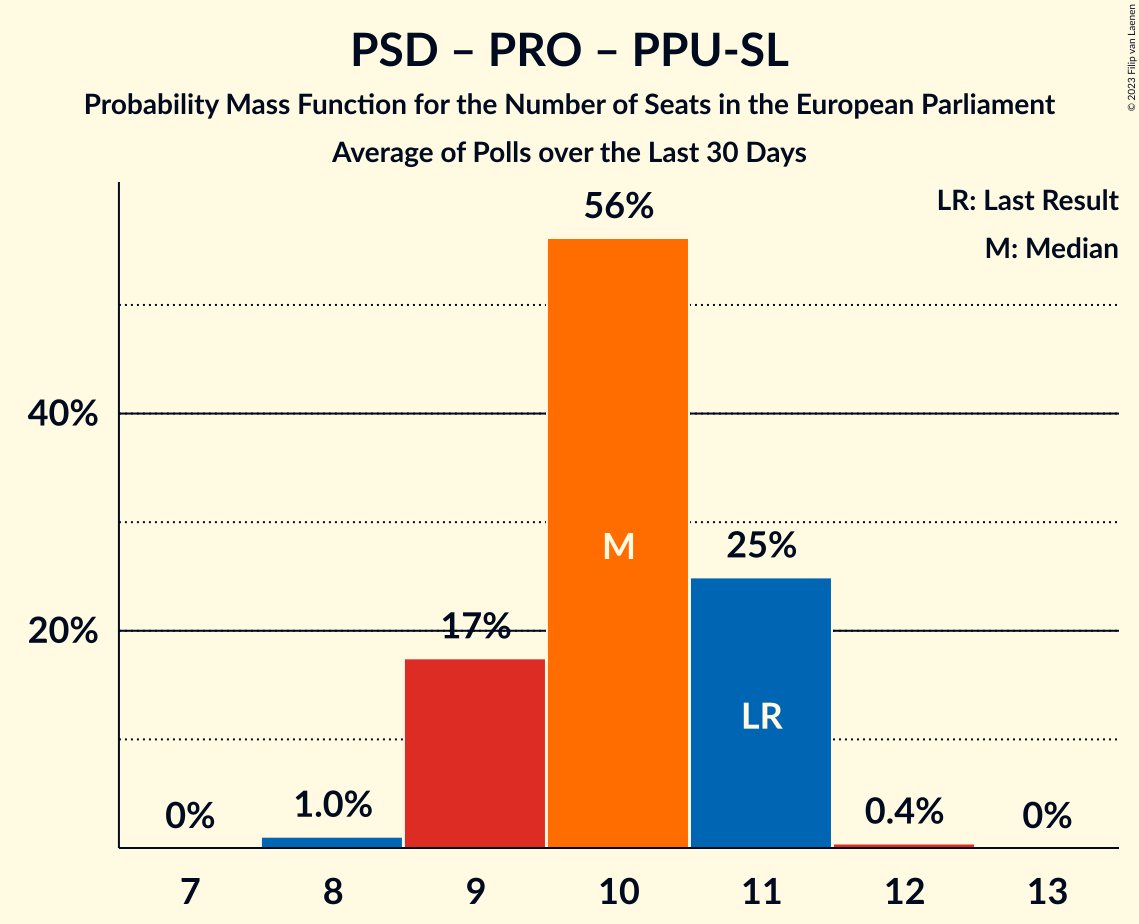 PSD – PRO – PPU-SL
Probability Mass Function for the Number of Seats in the European Parliament
Average of Polls over the Last 30 Days
© 2023 Filip van Laenen
LR: Last Result
M: Median
56%
40%
M
25%
20%
17%
LR
0%
1.0%
0.4%
0%
7
8
9
10
11
12
13